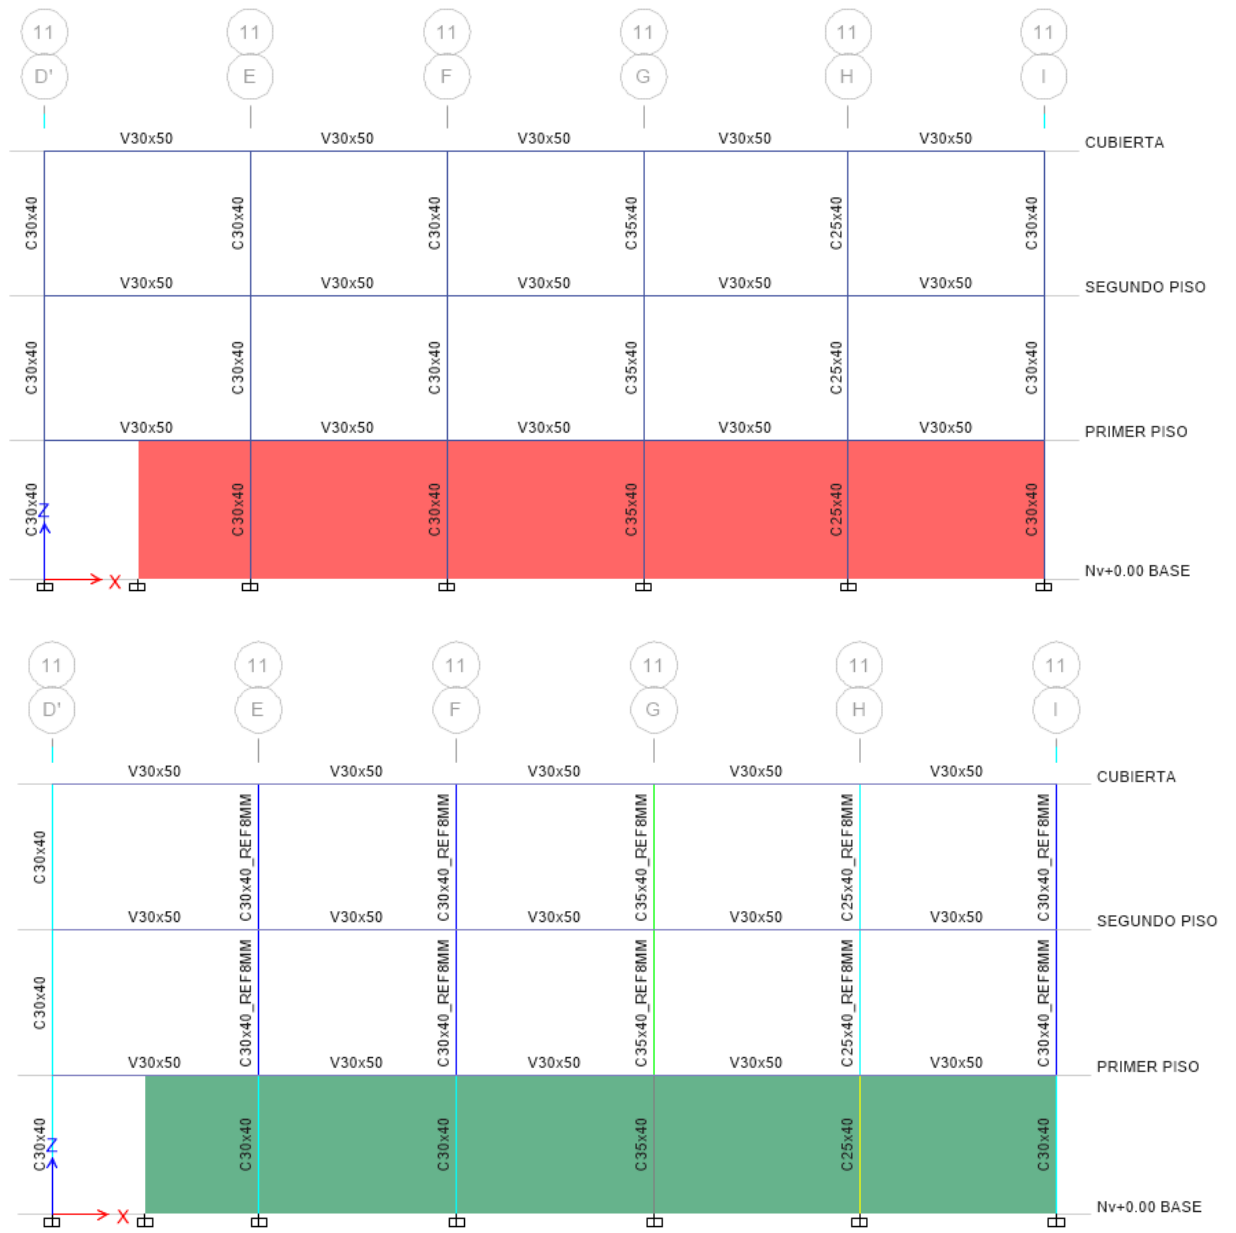 11 11 11 11 11 11
D' E F G H I
V30x50 V30x50 V30x50 V30x50 V30x50
CUBIERTA
C30x40 C30x40 C30x40 C35x40 C25x40 C30x40
V30x50 V30x50 V30x50 V30x50 V30x50
SEGUNDO PISO
C30x40 C30x40 C30x40 C35x40 C25x40 C30x40
V30x50 V30x50 V30x50 V30x50 V30x50
PRIMER PISO
C30x40 C30x40 C30x40 C35x40 C25x40 C30x40
Z
X
Nv+0.00 BASE
11 11 11 11 11 11
D' E F G H I
V30x50 V30x50 V30x50 V30x50 V30x50
CUBIERTA
C30x40 C30x40_REF8MM C30x40_REF8MM C35x40_REF8MM C25x40_REF8MM C30x40_REF8MM
V30x50 V30x50 V30x50 V30x50 V30x50
SEGUNDO PISO
C30x40 C30x40_REF8MM C30x40_REF8MM C35x40_REF8MM C25x40_REF8MM C30x40_REF8MM
V30x50 V30x50 V30x50 V30x50 V30x50
PRIMER PISO
C30x40 C30x40 C30x40 C35x40 C25x40 C30x40
Z
X
Nv+0.00 BASE